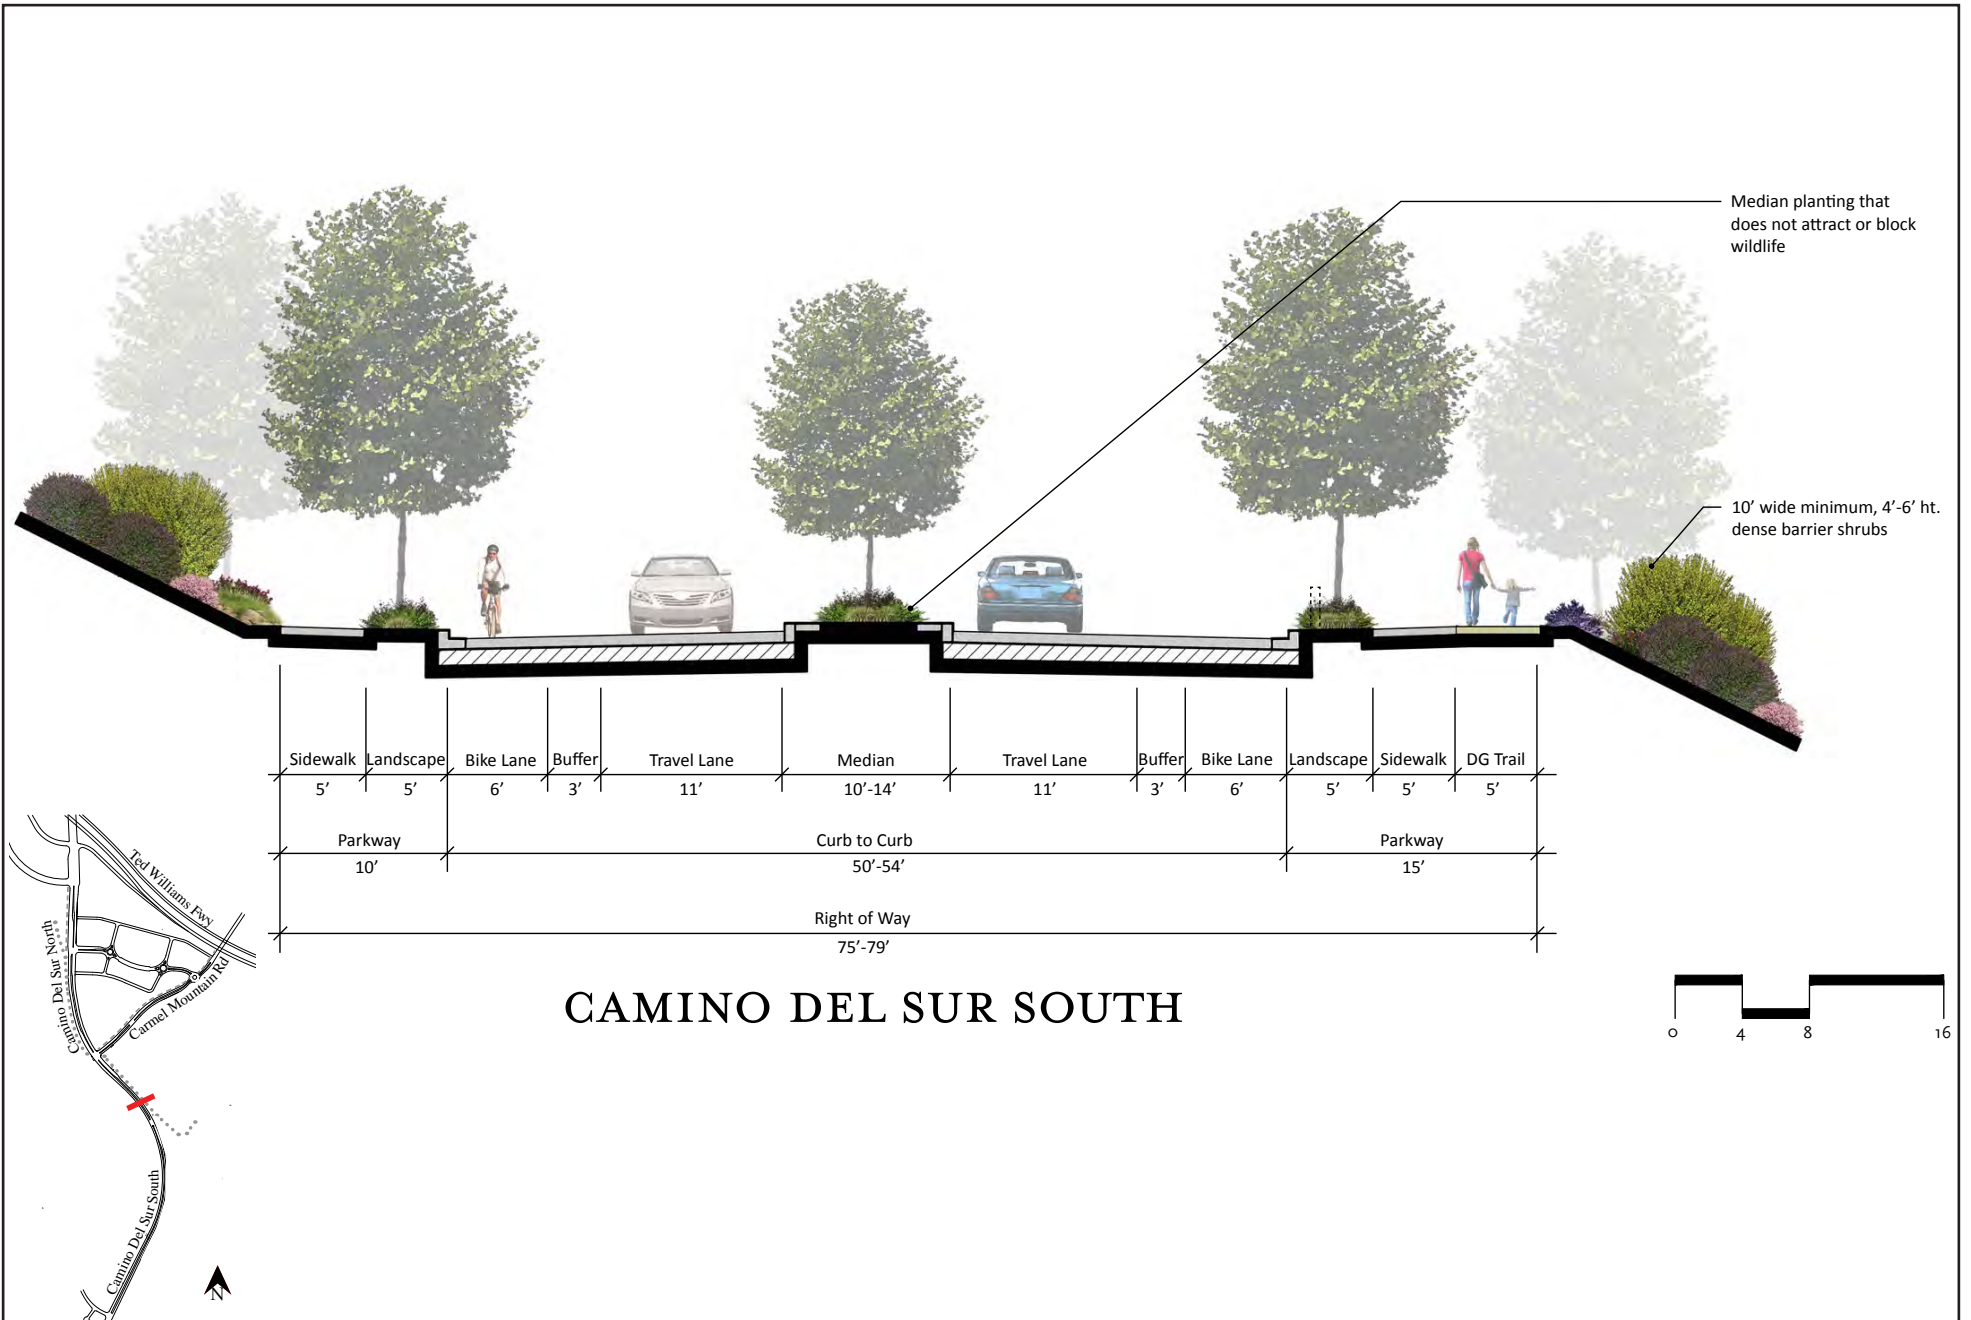 Median planting that
does not attract or block
wildlife
10’ wide minimum, 4’-6’ ht.
dense barrier shrubs
Sidewalk Landscape Bike Lane Buffer Travel Lane Median Travel Lane Buffer Bike Lane Landscape Sidewalk DG Trail
5’ 5’ 6’ 3’ 11’ 10’-14’ 11’ 3’ 6’ 5’ 5’ 5’
Parkway Curb to Curb Parkway
10’ 50’-54’ 15’
Right of Way
75’-79’
CAMINO DEL SUR SOUTH
0 4 8 16
Ted Williams Fwy
Camino Del Sur North
Carmel Mountain Rd
Camino Del Sur South
N